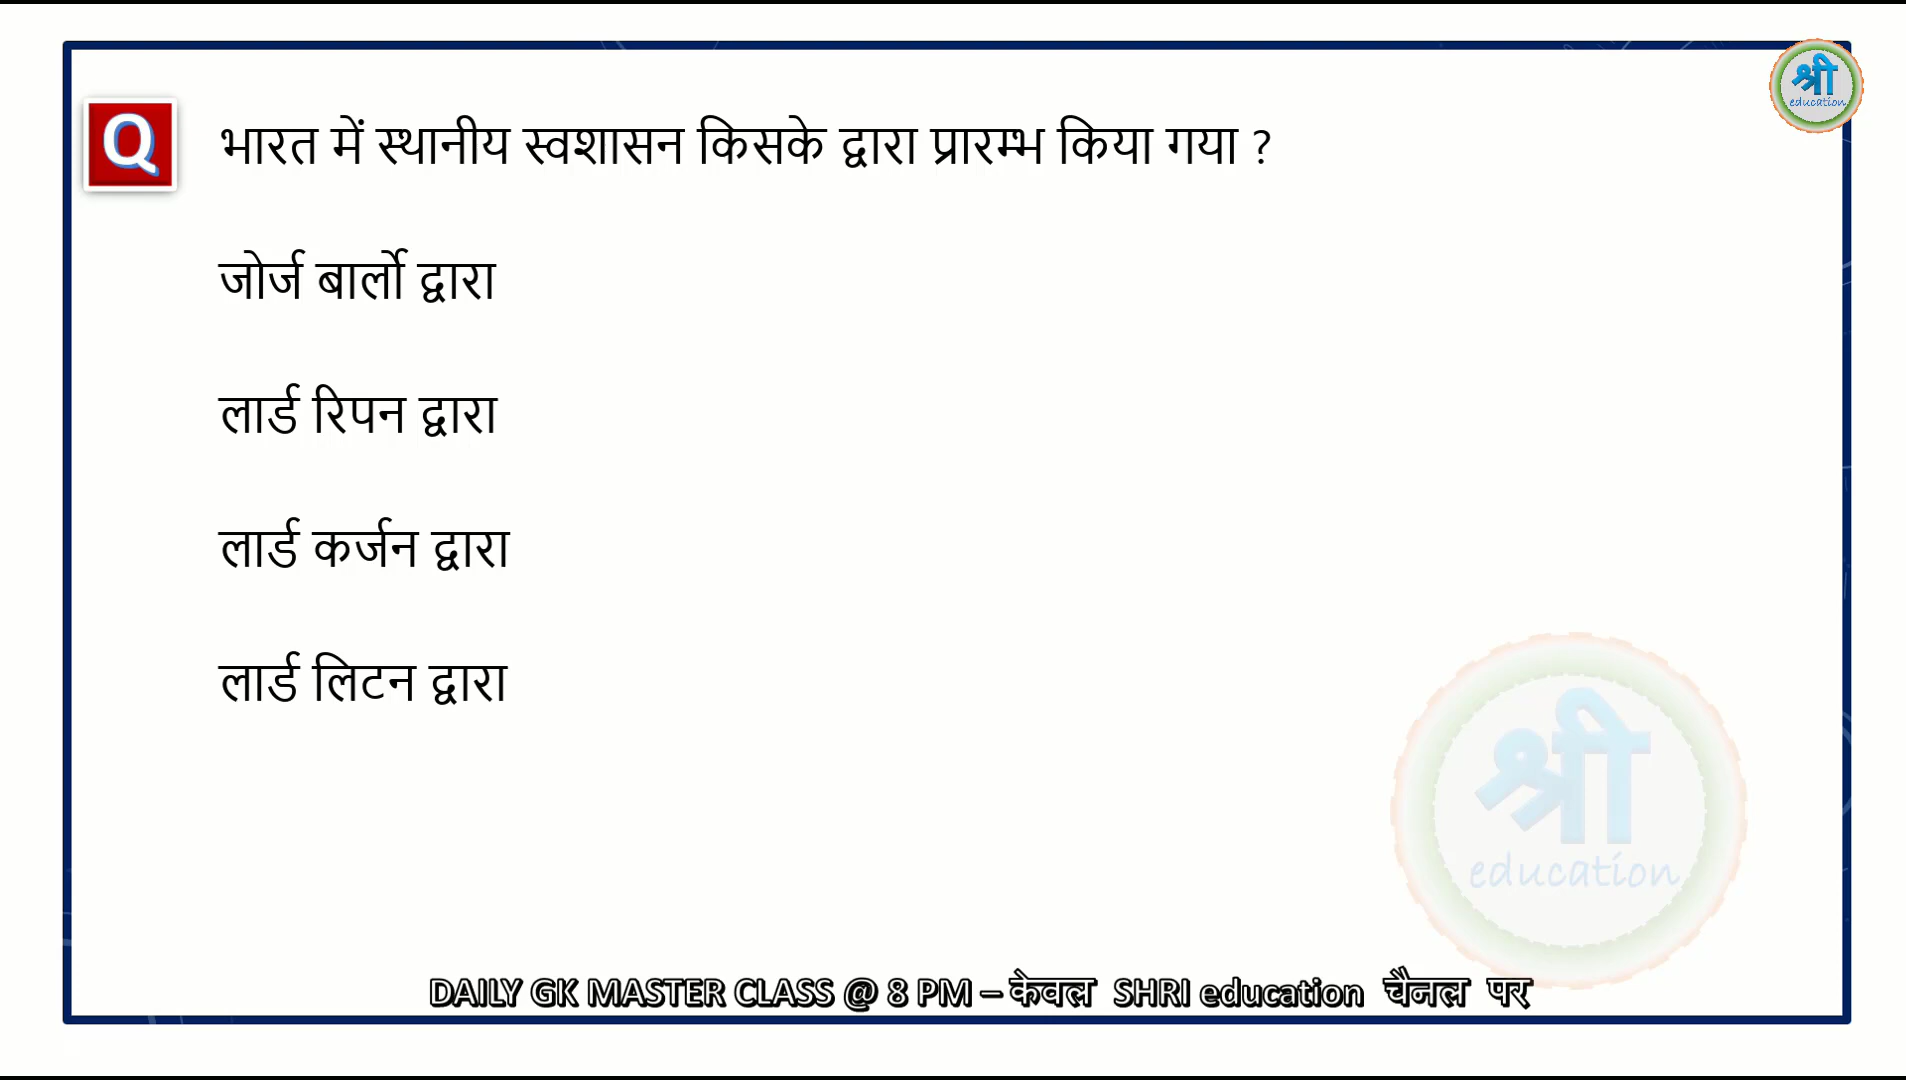 श्री
education
Q भारत में स्थानीय स्वशासन किसके द्वारा प्रारम्भ किया गया ?
जोर्ज बार्लो द्वारा
लार्ड रिपन द्वारा
लार्ड कर्जन द्वारा
लार्ड लिटन द्वारा
श्री
education
DAILY GK MASTER CLASS @ 8 PM – केवल SHRI education चैनल पर